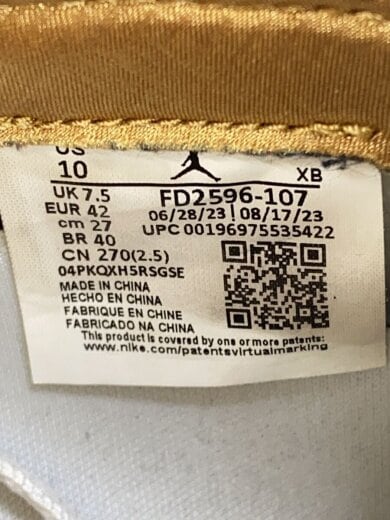 US
10
XB
UK 7.5
EUR 42
cm 27
BR 40
CN 270(2.5)
04PKQXH5RSGSE
FD2596-107
06/28/23 | 08/17/23
UPC 00196975535422
MADE IN CHINA
HECHO EN CHINA
FABRIQUE EN CHINE
FABRICADO NA CHINA
This product is covered by one or more patents:
www.nike.com/patentsvirtualmarking